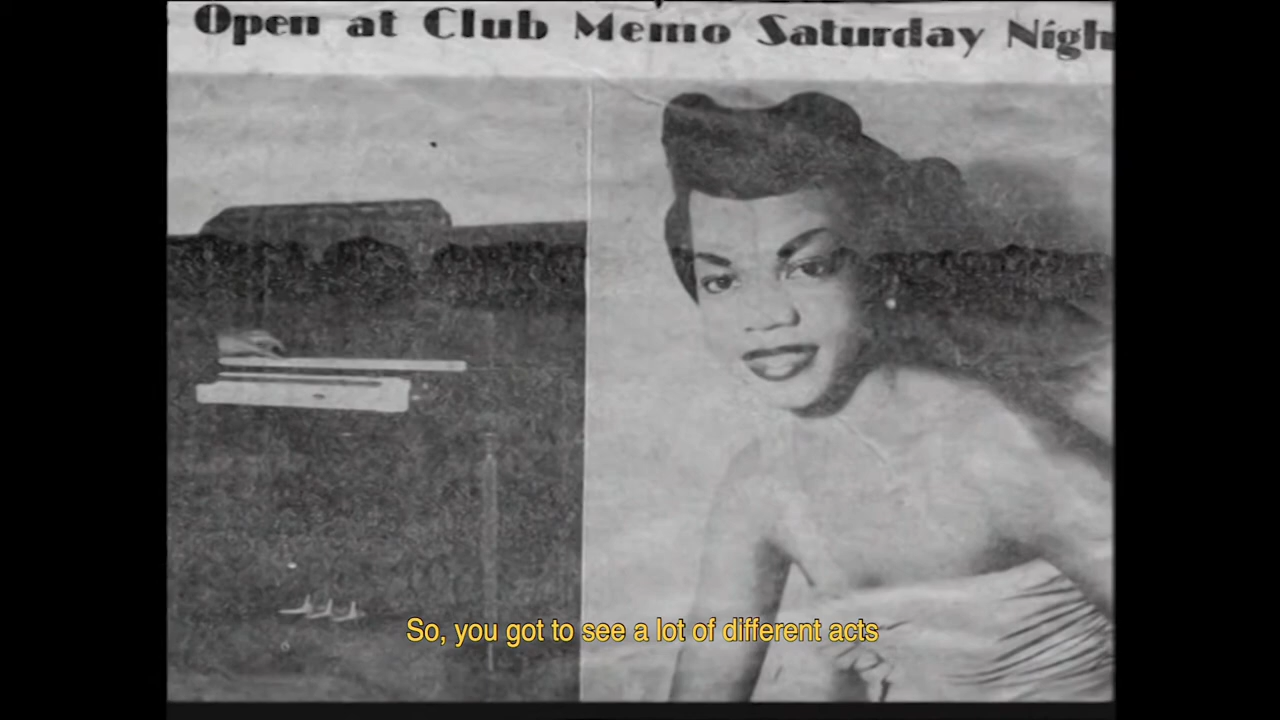 Open at Club Memo Saturday Nigh
So, you got to see a lot of different acts